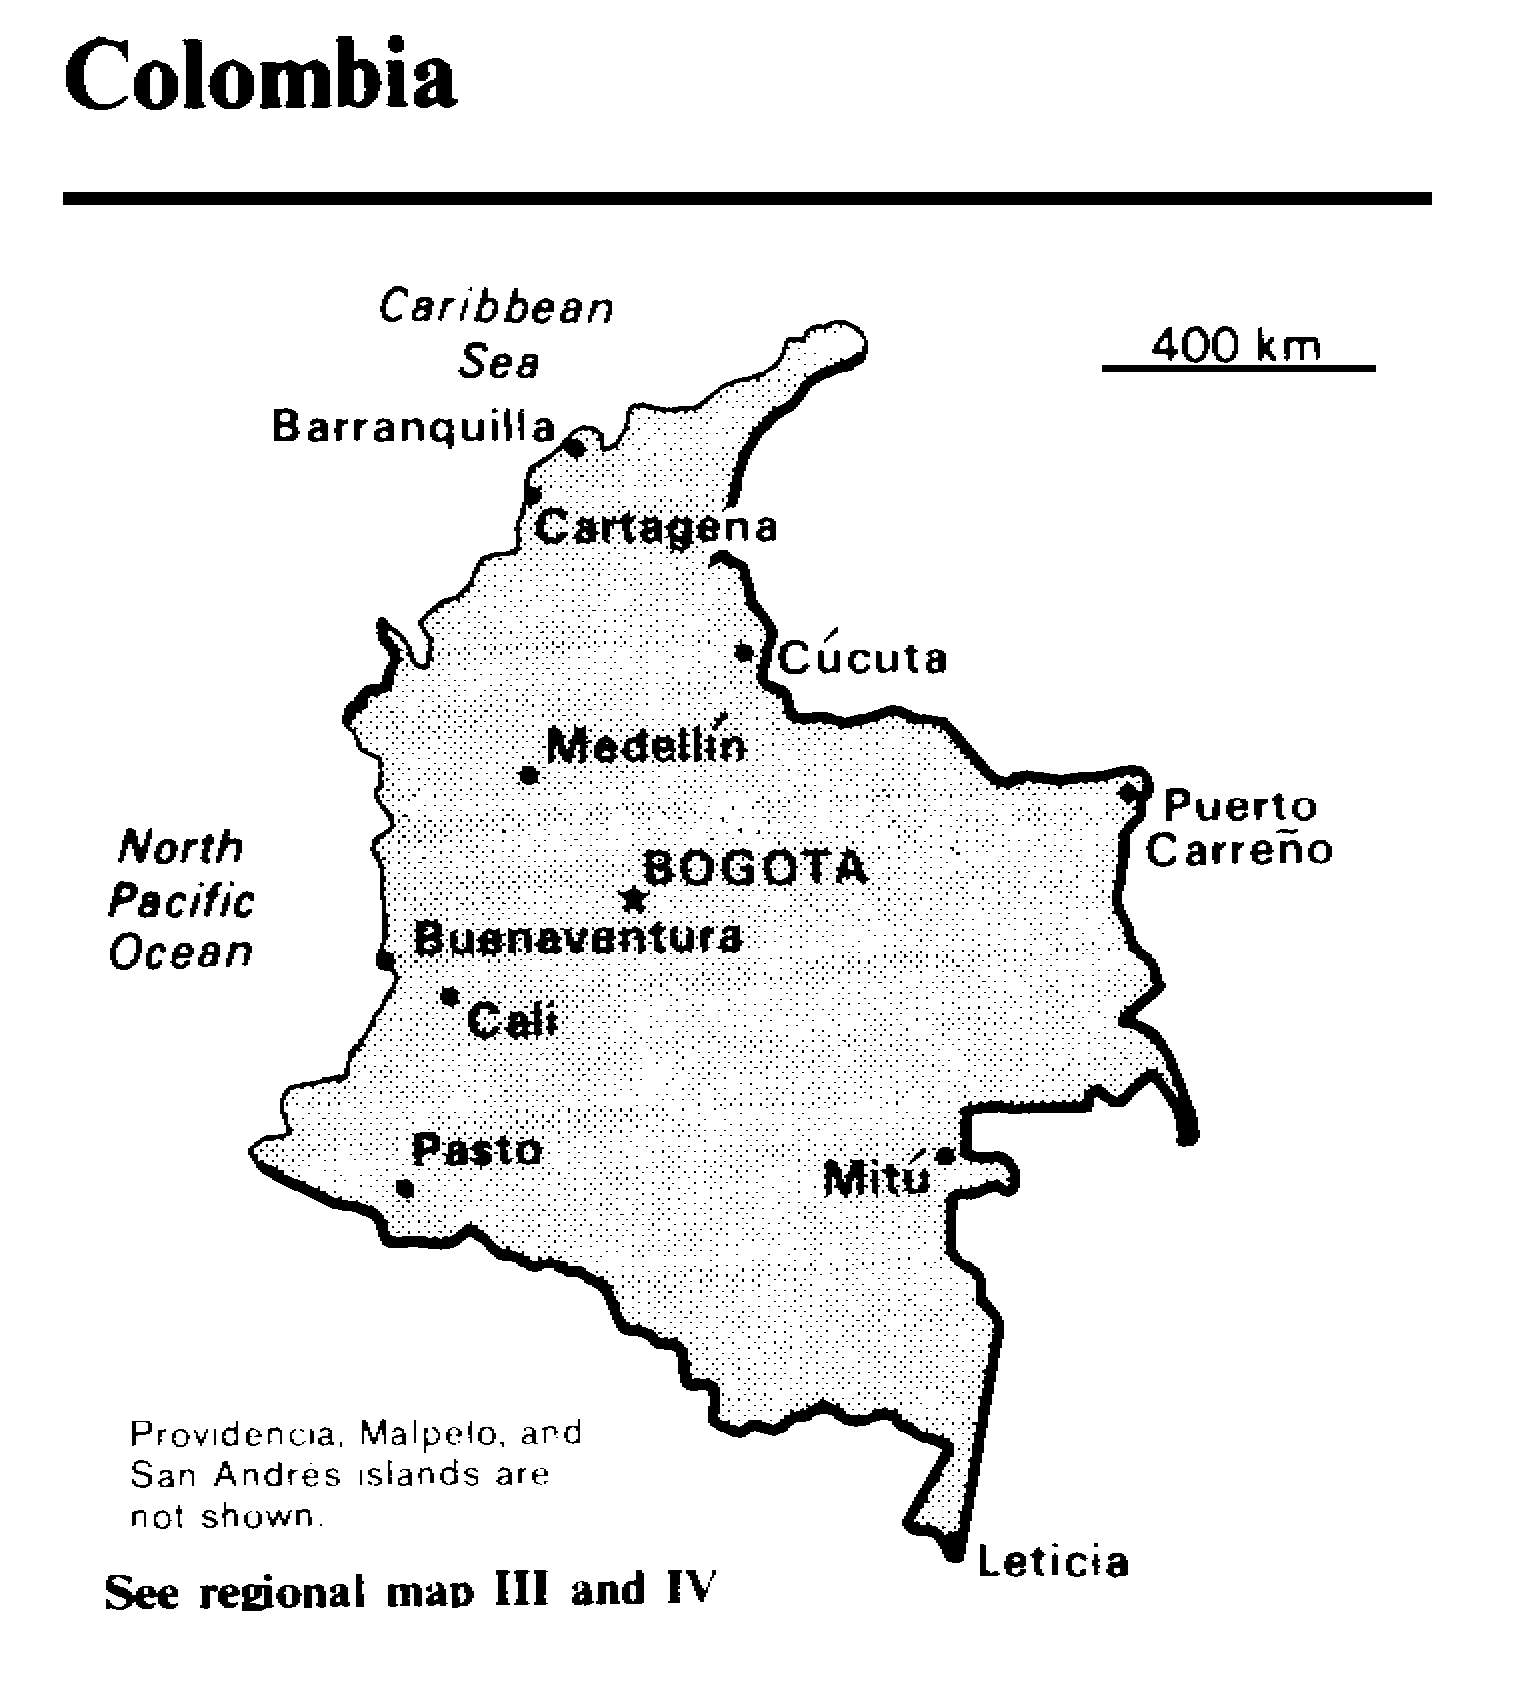 Colombia
Caribbean
Sea
400 km
Barranquilla
Cartagena
Cúcuta
Medellín
Puerto
Carreño
North
Pacific
Ocean
BOGOTA
Buenaventura
Cali
Pasto
Mitú
Providencia, Malpelo, and
San Andrés islands are
not shown.
Leticia
See regional map III and IV